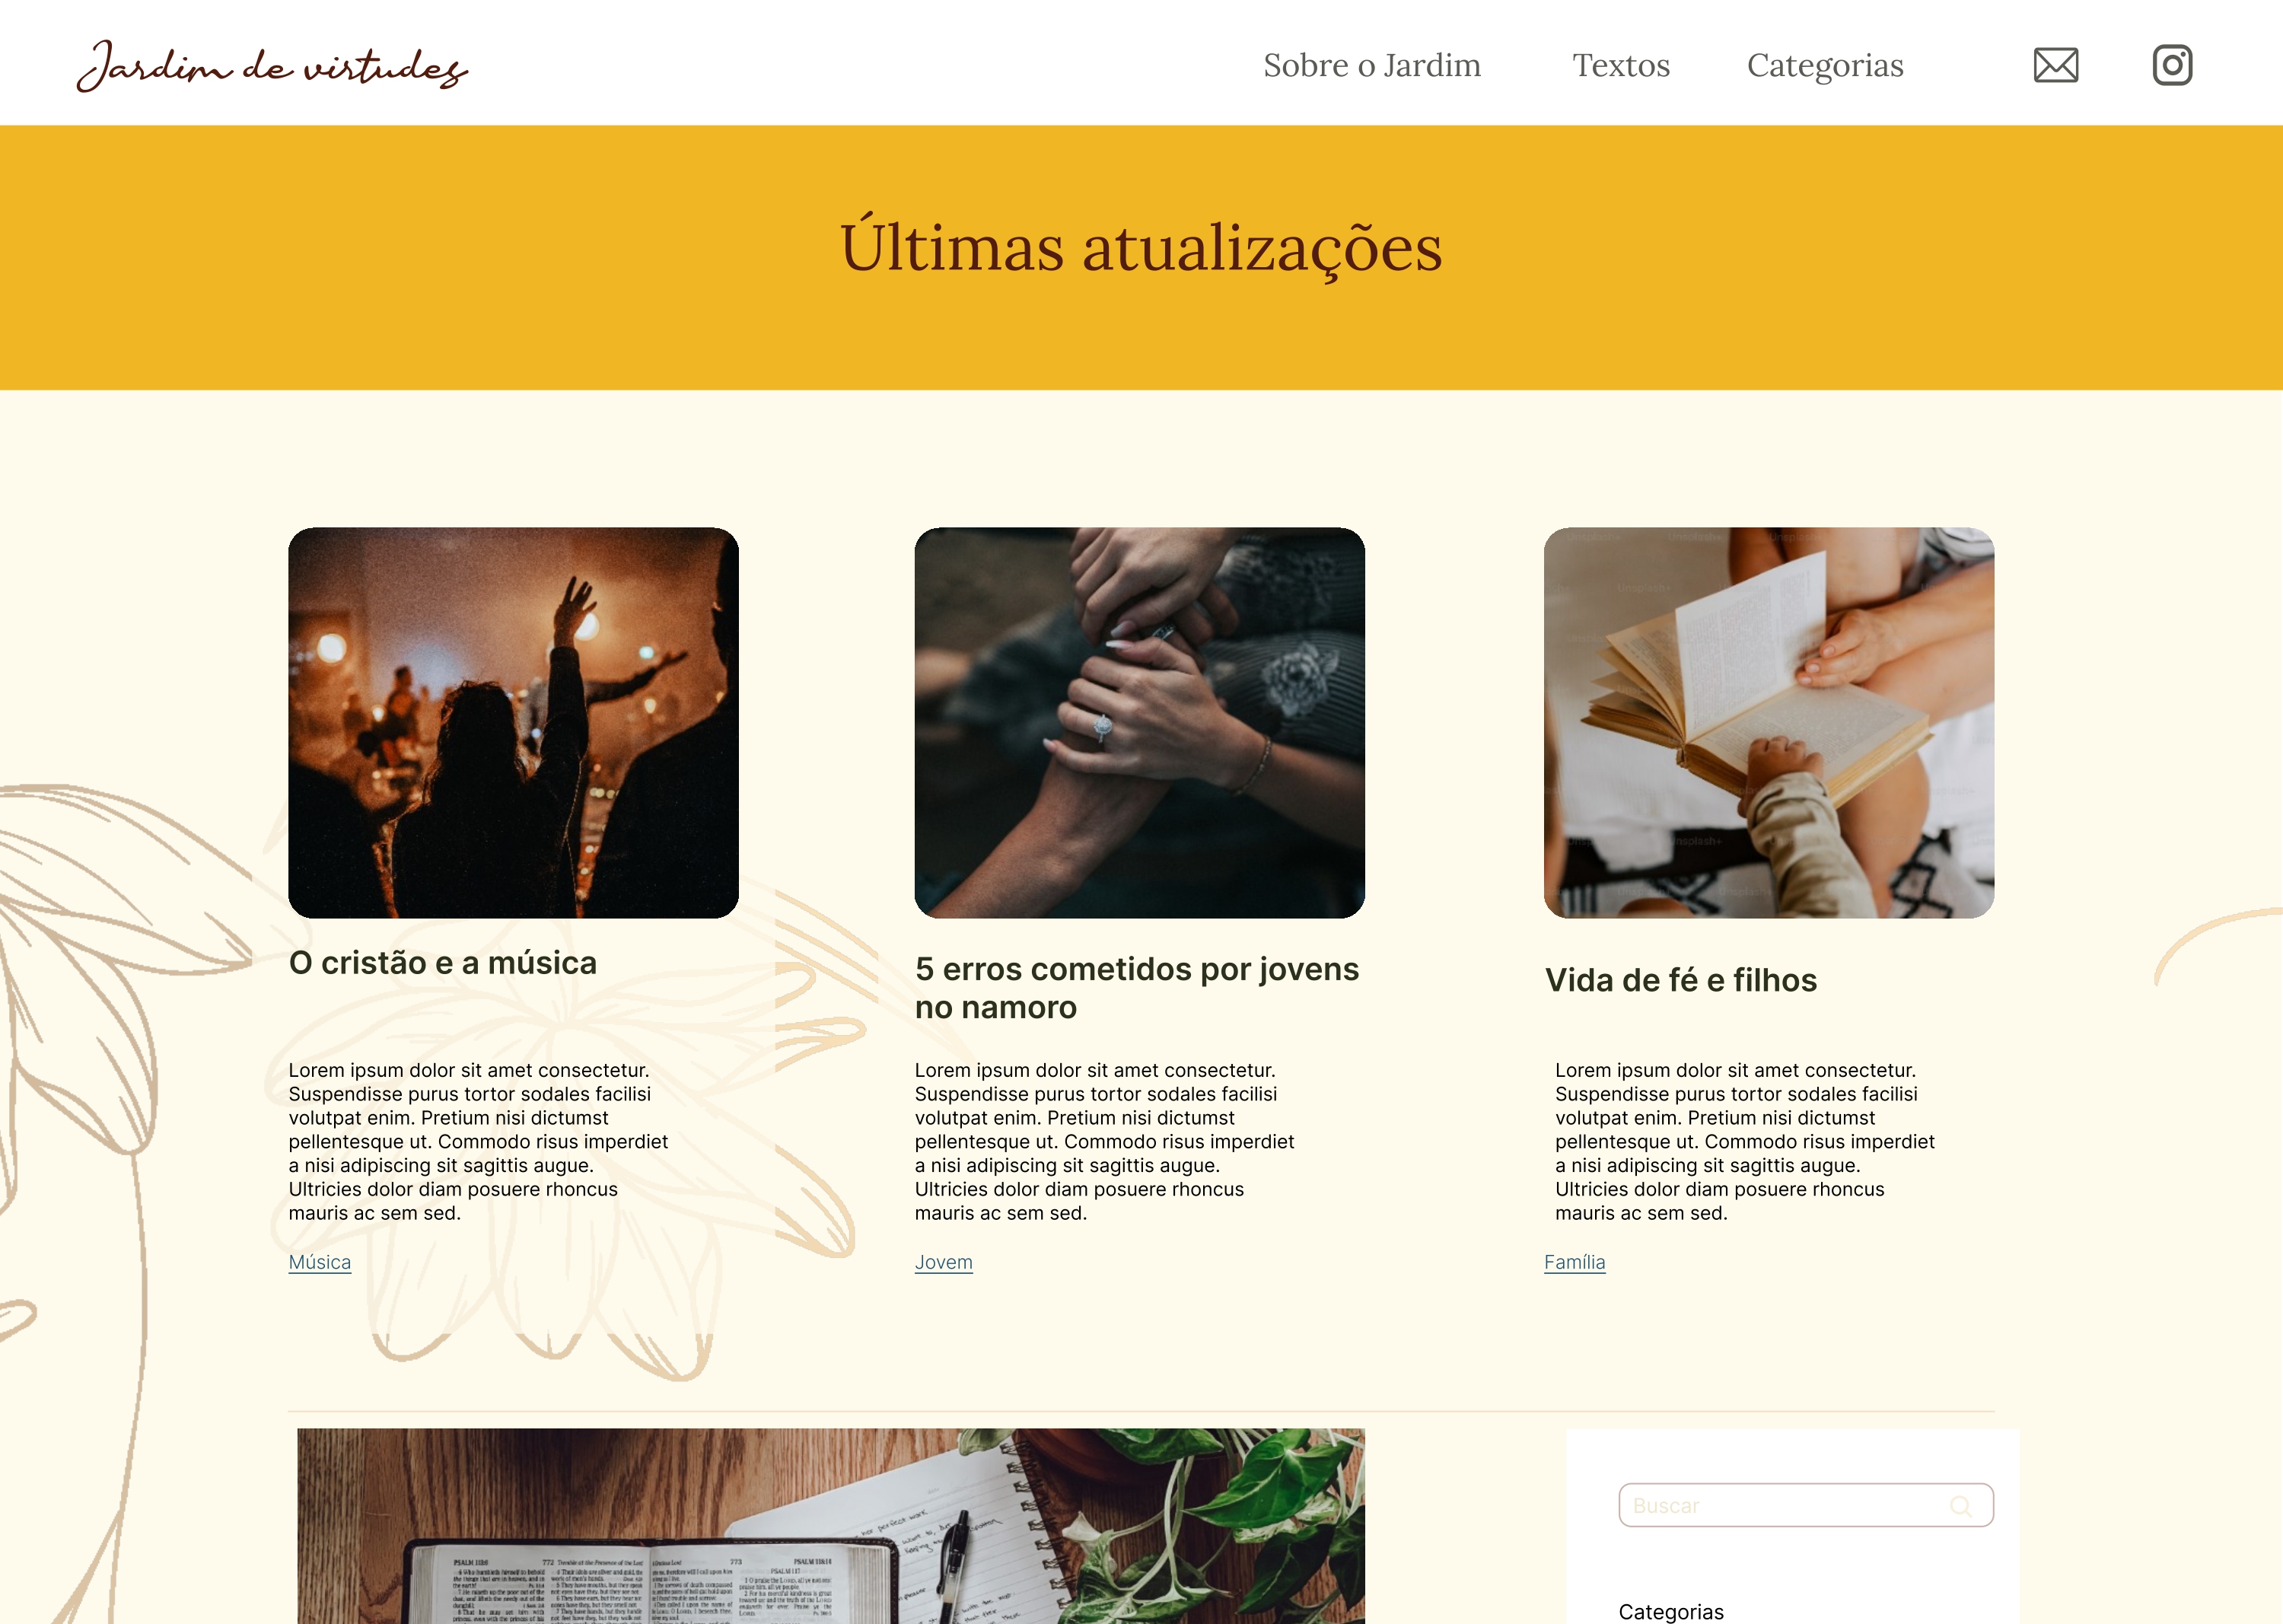 Jardim de virtudes
Sobre o Jardim
Textos
Categorias
Últimas atualizações
O cristão e a música
Lorem ipsum dolor sit amet consectetur.
Suspendisse purus tortor sodales facilisi
volutpat enim. Pretium nisi dictumst
pellentesque ut. Commodo risus imperdiet
a nisi adipiscing sit sagittis augue.
Ultricies dolor diam posuere rhoncus
mauris ac sem sed.
Música
5 erros cometidos por jovens
no namoro
Lorem ipsum dolor sit amet consectetur.
Suspendisse purus tortor sodales facilisi
volutpat enim. Pretium nisi dictumst
pellentesque ut. Commodo risus imperdiet
a nisi adipiscing sit sagittis augue.
Ultricies dolor diam posuere rhoncus
mauris ac sem sed.
Jovem
Unsplash+
Vida de fé e filhos
Lorem ipsum dolor sit amet consectetur.
Suspendisse purus tortor sodales facilisi
volutpat enim. Pretium nisi dictumst
pellentesque ut. Commodo risus imperdiet
a nisi adipiscing sit sagittis augue.
Ultricies dolor diam posuere rhoncus
mauris ac sem sed.
Família
772
773
Buscar
Categorias